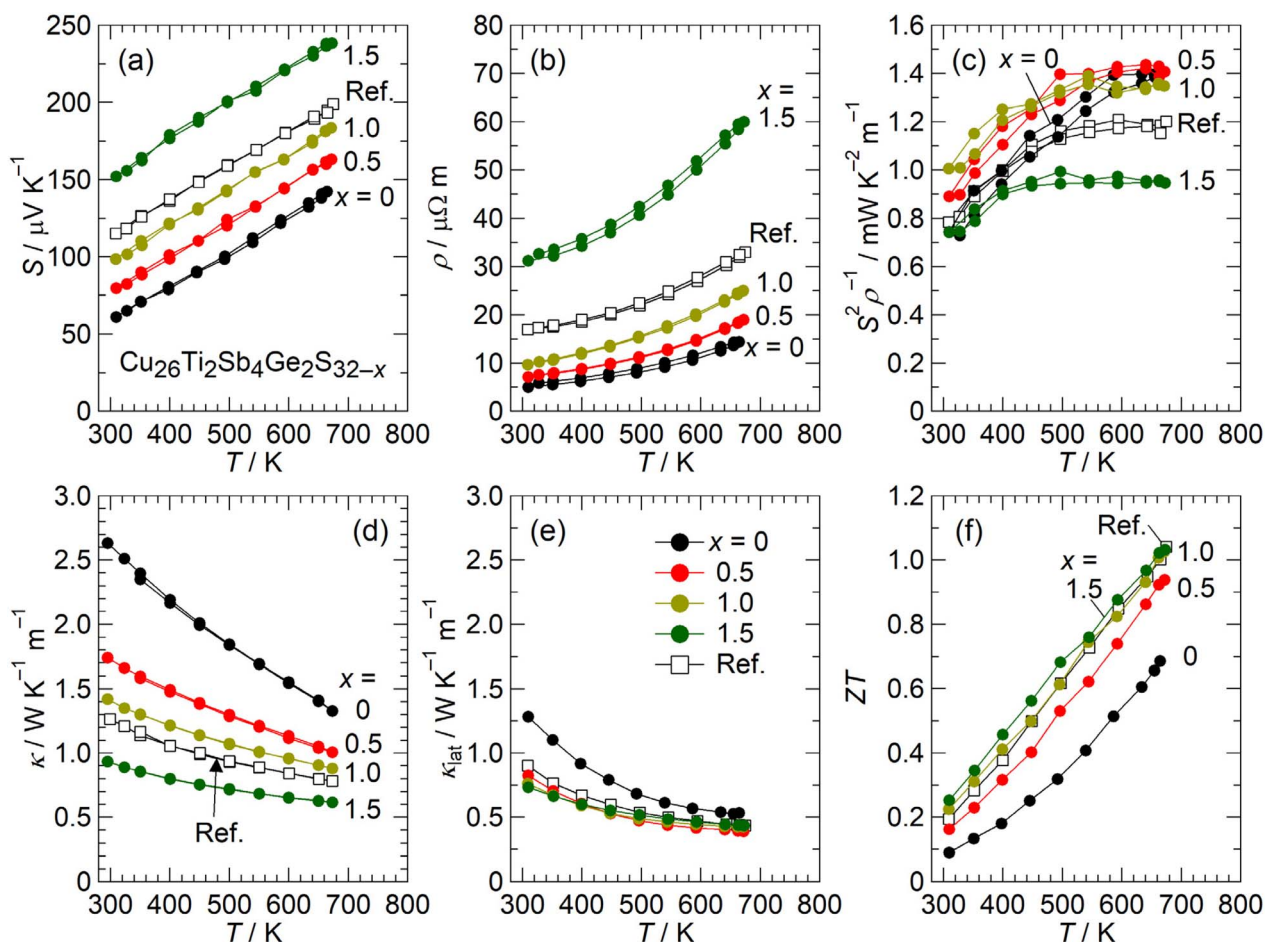 (a)
S / μV K⁻¹
250
200
150
100
50
0
1.5
Ref.
1.0
0.5
x = 0
Cu₂₆Ti₂Sb₄Ge₂S₃₂₋ₓ
300 400 500 600 700 800
T / K
(b)
ρ / μΩ m
80
70
60
50
40
30
20
10
0
x =
1.5
Ref.
1.0
0.5
x = 0
300 400 500 600 700 800
T / K
(c)
S² ρ⁻¹ / mW K⁻² m⁻¹
1.6
1.4
1.2
1.0
0.8
0.6
0.4
0.2
0
x = 0
0.5
1.0
Ref.
1.5
300 400 500 600 700 800
T / K
(d)
κ / W K⁻¹ m⁻¹
3.0
2.5
2.0
1.5
1.0
0.5
0.0
x =
0
0.5
1.0
1.5
Ref.
300 400 500 600 700 800
T / K
(e)
κlat / W K⁻¹ m⁻¹
3.0
2.5
2.0
1.5
1.0
0.5
0.0
x = 0
0.5
1.0
1.5
Ref.
300 400 500 600 700 800
T / K
(f)
ZT
1.2
1.0
0.8
0.6
0.4
0.2
0.0
Ref.
x =
1.5
1.0
0.5
0
300 400 500 600 700 800
T / K